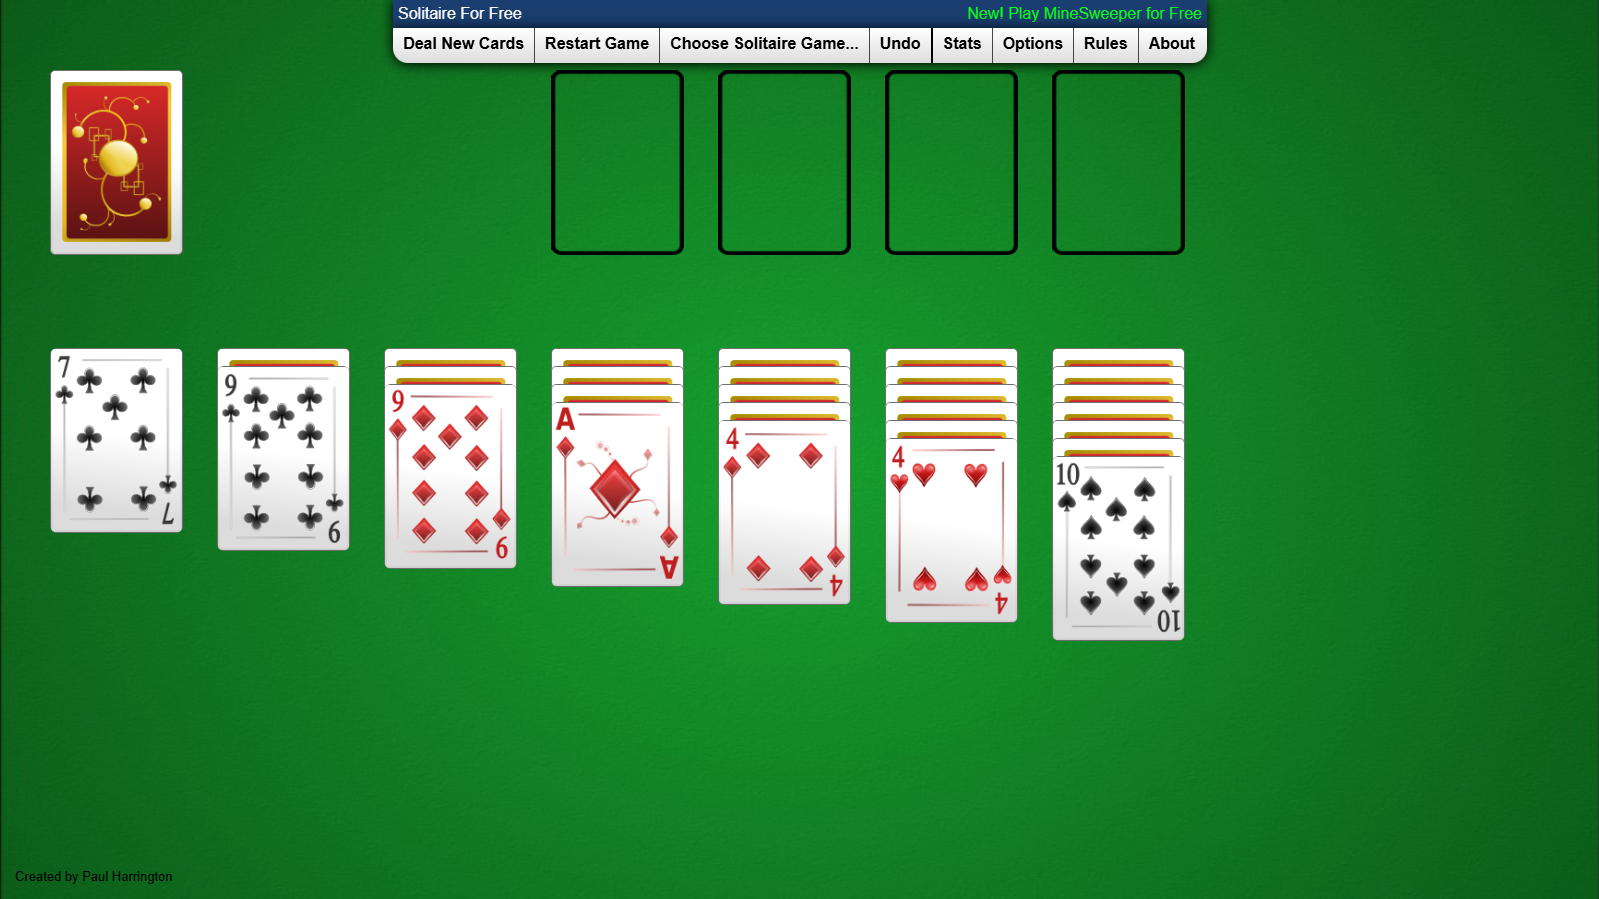 Solitaire For Free
New! Play MineSweeper for Free
Deal New Cards
Restart Game
Choose Solitaire Game...
Undo
Stats
Options
Rules
About
7
7
9
9
9
9
A
A
4
4
4
4
10
10
Created by Paul Harrington